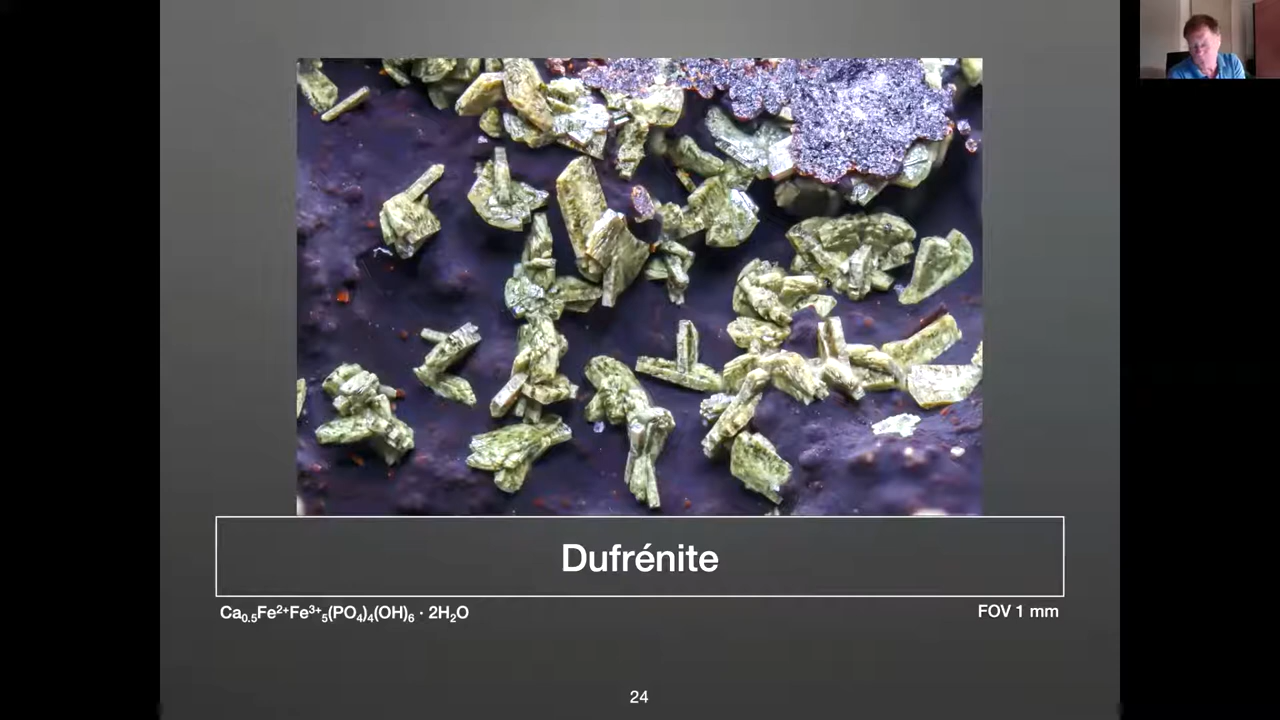 Dufrénite
Ca₀.₅Fe²⁺Fe³⁺₅(PO₄)₄(OH)₆ · 2H₂O
FOV 1 mm
24